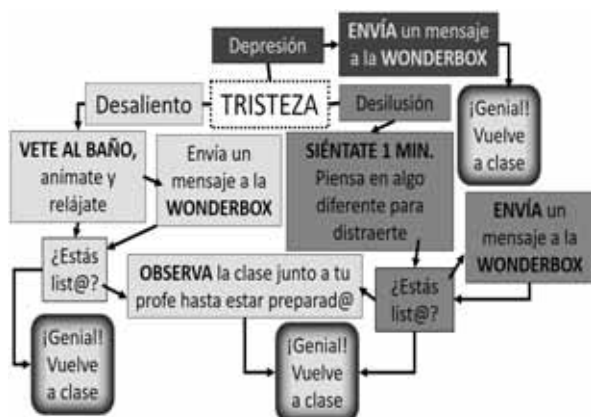 Depresión
ENVÍA un mensaje
a la WONDERBOX
Desaliento
TRISTEZA
Desilusión
¡Genial!
Vuelve
a clase
VETE AL BAÑO,
anímate y
relájate
Envía un
mensaje a la
WONDERBOX
SIÉNTATE 1 MIN.
Piensa en algo
diferente para
distraerte
ENVÍA un
mensaje a la
WONDERBOX
¿Estás
list@?
OBSERVA la clase junto a tu
profe hasta estar preparad@
¿Estás
list@?
¡Genial!
Vuelve
a clase
¡Genial!
Vuelve
a clase